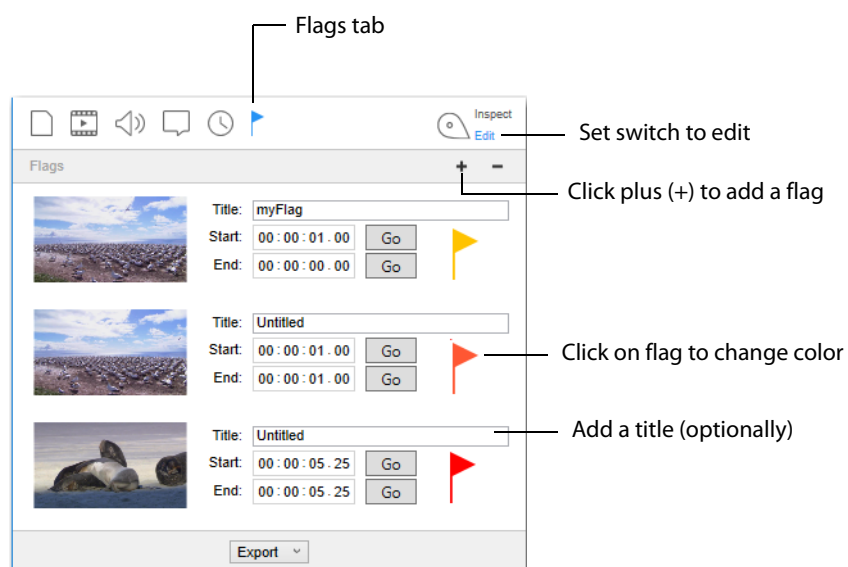 Flags tab
Inspect
Edit
Set switch to edit
Flags
+ -
Click plus (+) to add a flag
Title: myFlag
Start: 00:00:01.00 Go
End: 00:00:00.00 Go
Title: Untitled
Start: 00:00:01.00 Go
End: 00:00:01.00 Go
Click on flag to change color
Title: Untitled
Add a title (optionally)
Start: 00:00:05.25 Go
End: 00:00:05.25 Go
Export